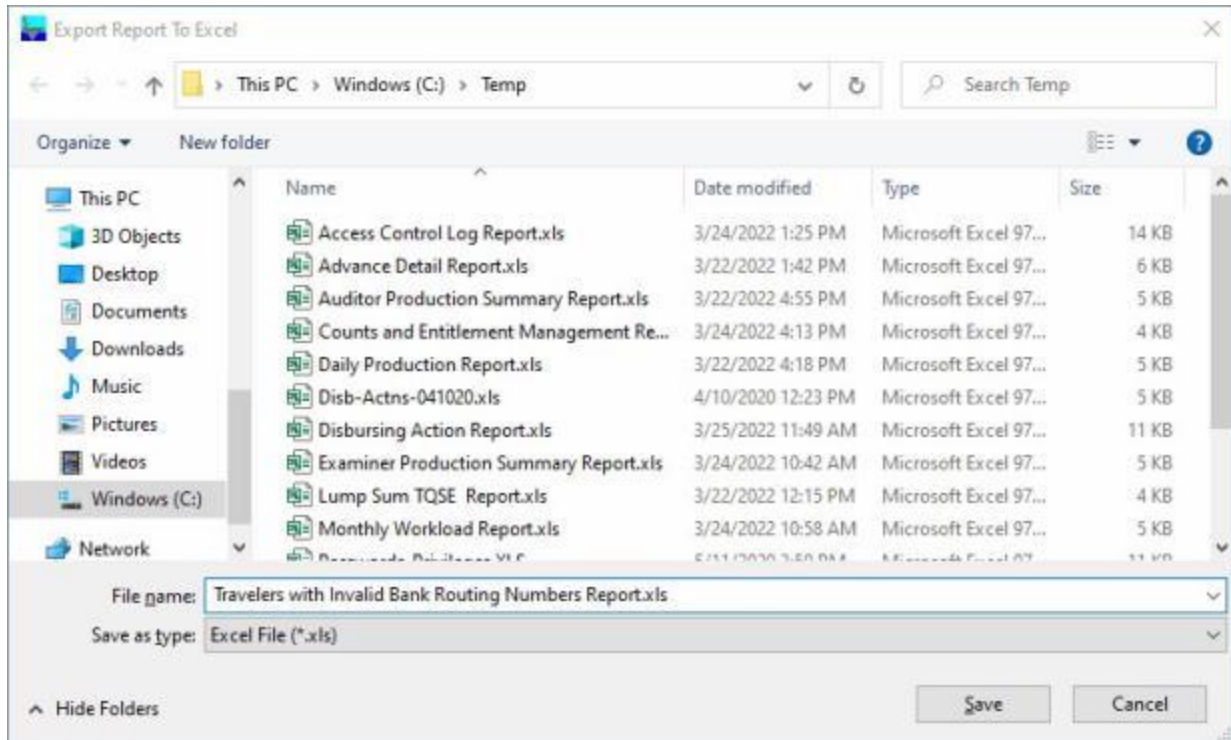 Export Report To Excel
This PC > Windows (C:) > Temp
Search Temp
Organize
New folder
Name Date modified Type Size
This PC
3D Objects
Desktop
Documents
Downloads
Music
Pictures
Videos
Windows (C:)
Network
Access Control Log Report.xls 3/24/2022 1:25 PM Microsoft Excel 97... 14 KB
Advance Detail Report.xls 3/22/2022 1:42 PM Microsoft Excel 97... 6 KB
Auditor Production Summary Report.xls 3/22/2022 4:55 PM Microsoft Excel 97... 5 KB
Counts and Entitlement Management Re... 3/24/2022 4:13 PM Microsoft Excel 97... 4 KB
Daily Production Report.xls 3/22/2022 4:18 PM Microsoft Excel 97... 5 KB
Disb-Actns-041020.xls 4/10/2020 12:23 PM Microsoft Excel 97... 5 KB
Disbursing Action Report.xls 3/25/2022 11:49 AM Microsoft Excel 97... 11 KB
Examiner Production Summary Report.xls 3/24/2022 10:42 AM Microsoft Excel 97... 5 KB
Lump Sum TQSE  Report.xls 3/22/2022 12:15 PM Microsoft Excel 97... 4 KB
Monthly Workload Report.xls 3/24/2022 10:58 AM Microsoft Excel 97... 5 KB
File name: Travelers with Invalid Bank Routing Numbers Report.xls
Save as type: Excel File (*.xls)
Hide Folders
Save
Cancel